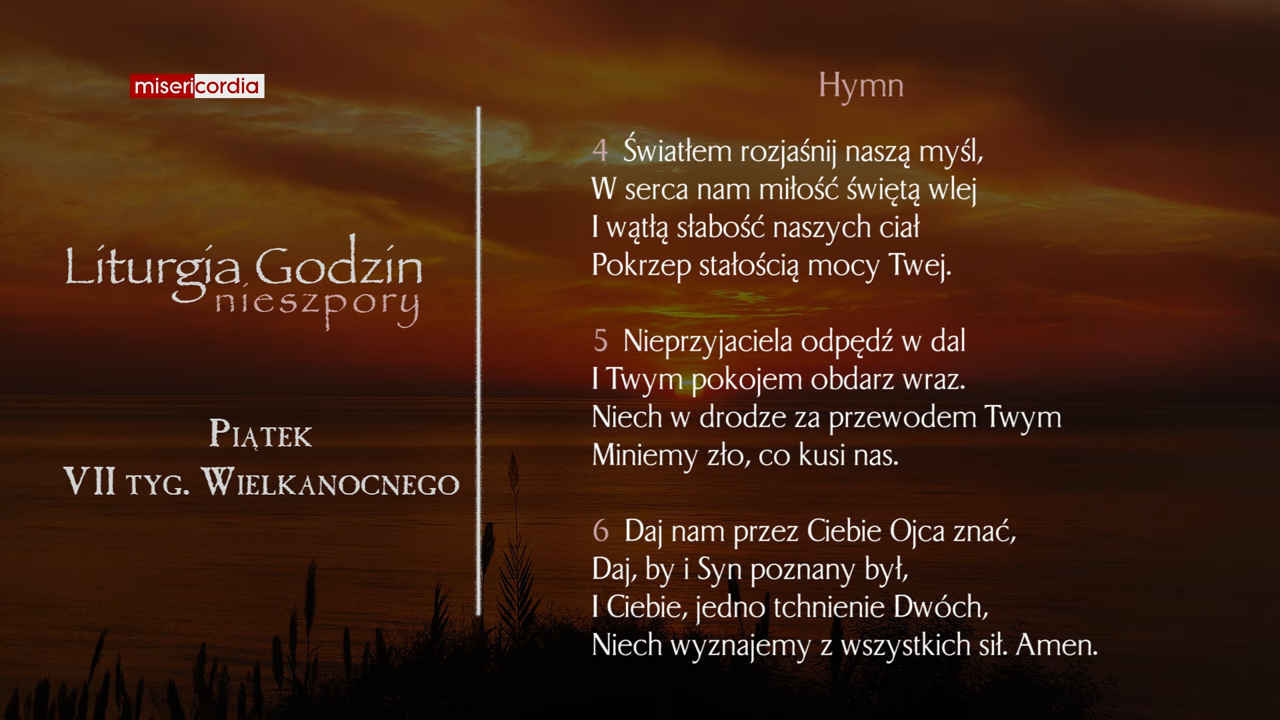 misericordia
Liturgia Godzin
nieszpory
Piątek
VII tyg. Wielkanocnego
Hymn
4 Światłem rozjaśnij naszą myśl,
W serca nam miłość świętą wlej
I wątłą słabość naszych ciał
Pokrzep stałością mocy Twej.
5 Nieprzyjaciela odpędź w dal
I Twym pokojem obdarz wraz.
Niech w drodze za przewodem Twym
Miniemy zło, co kusi nas.
6 Daj nam przez Ciebie Ojca znać,
Daj, by i Syn poznany był,
I Ciebie, jedno tchnienie Dwóch,
Niech wyznajemy z wszystkich sił. Amen.